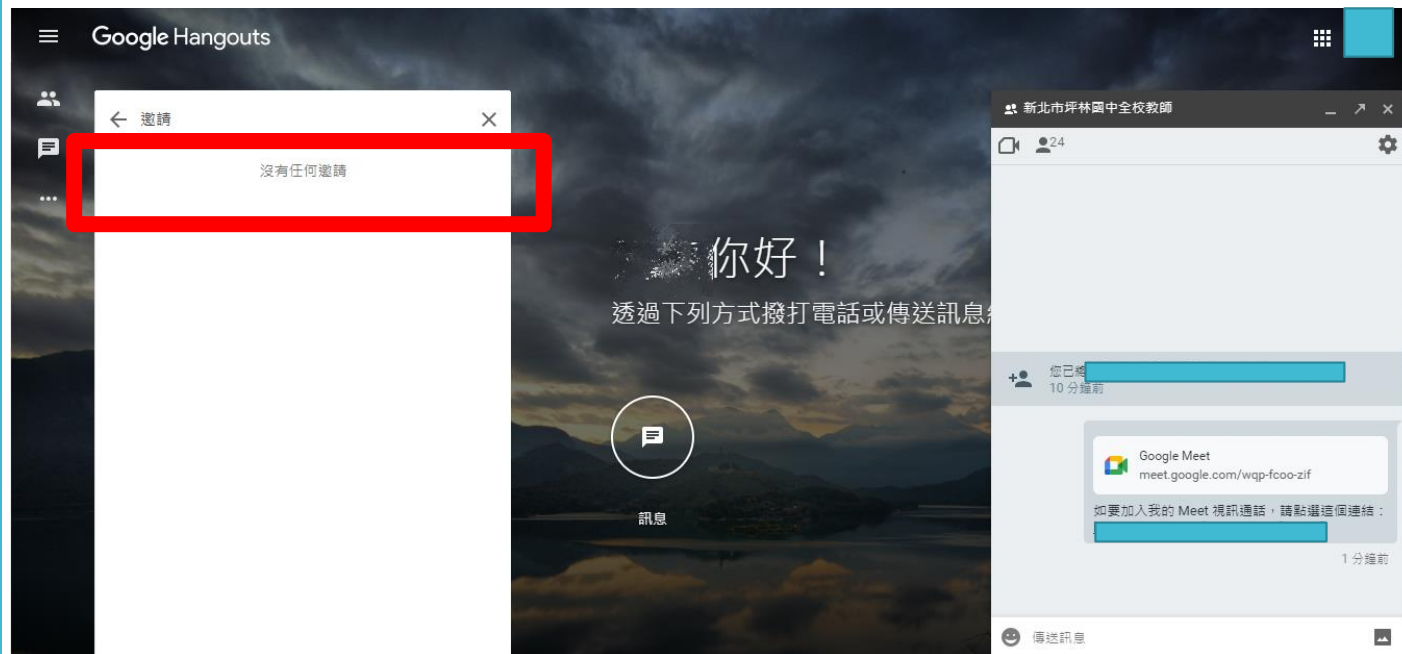 Google Hangouts
邀請
沒有任何邀請
你好！
透過下列方式撥打電話或傳送訊息
訊息
新北市坪林國中全校教師
24
您已
10 分鐘前
Google Meet
meet.google.com/wqp-fcoo-zif
如要加入我的 Meet 視訊通話，請點選這個連結：
1 分鐘前
傳送訊息